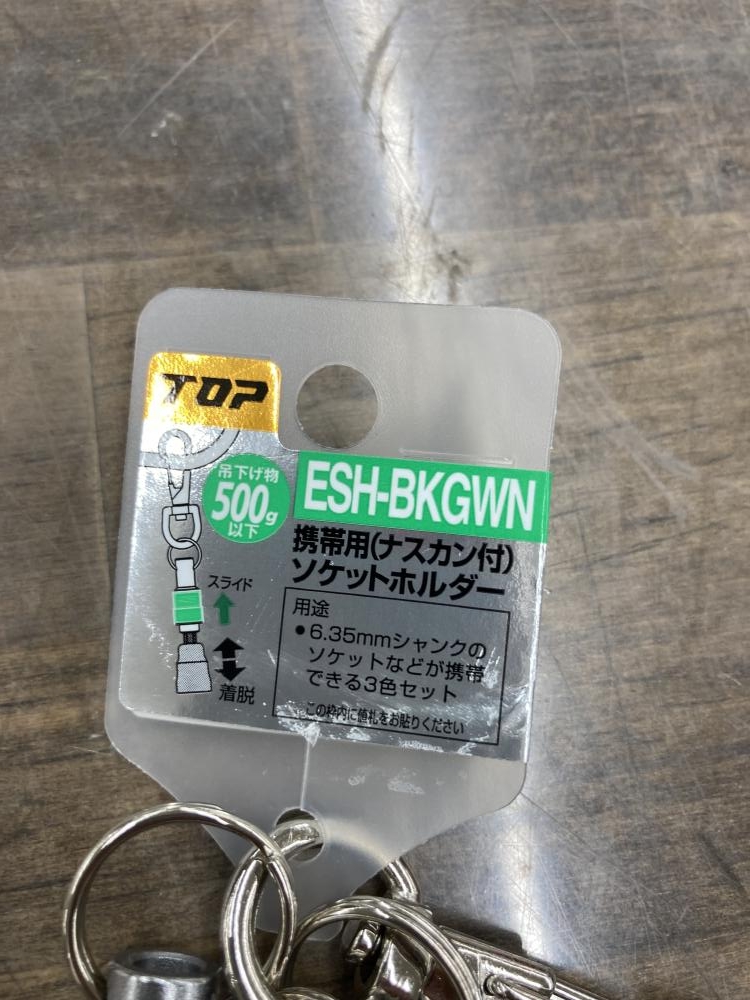 TOP
吊下げ物
500g
以下
ESH-BKGWN
携帯用(ナスカン付)
ソケットホルダー
スライド
着脱
用途
●6.35mmシャンクの
ソケットなどが携帯
できる3色セット
この枠内に値札をお貼りください